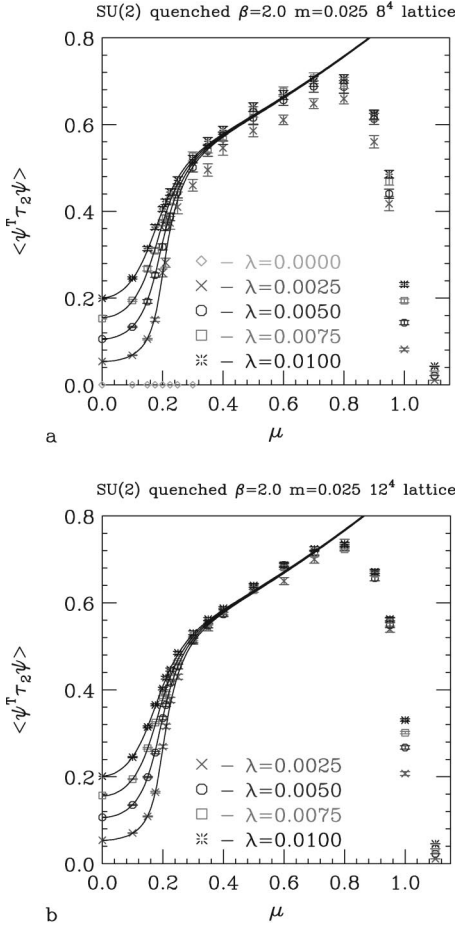 SU(2) quenched β=2.0 m=0.025 8⁴ lattice
0.8
0.6
0.4
0.2
0.0
<ψᵀτ₂ψ>
◇ – λ=0.0000
× – λ=0.0025
○ – λ=0.0050
□ – λ=0.0075
✳ – λ=0.0100
0.0 0.2 0.4 0.6 0.8 1.0
μ
a
SU(2) quenched β=2.0 m=0.025 12⁴ lattice
0.8
0.6
0.4
0.2
0.0
<ψᵀτ₂ψ>
× – λ=0.0025
○ – λ=0.0050
□ – λ=0.0075
✳ – λ=0.0100
0.0 0.2 0.4 0.6 0.8 1.0
μ
b